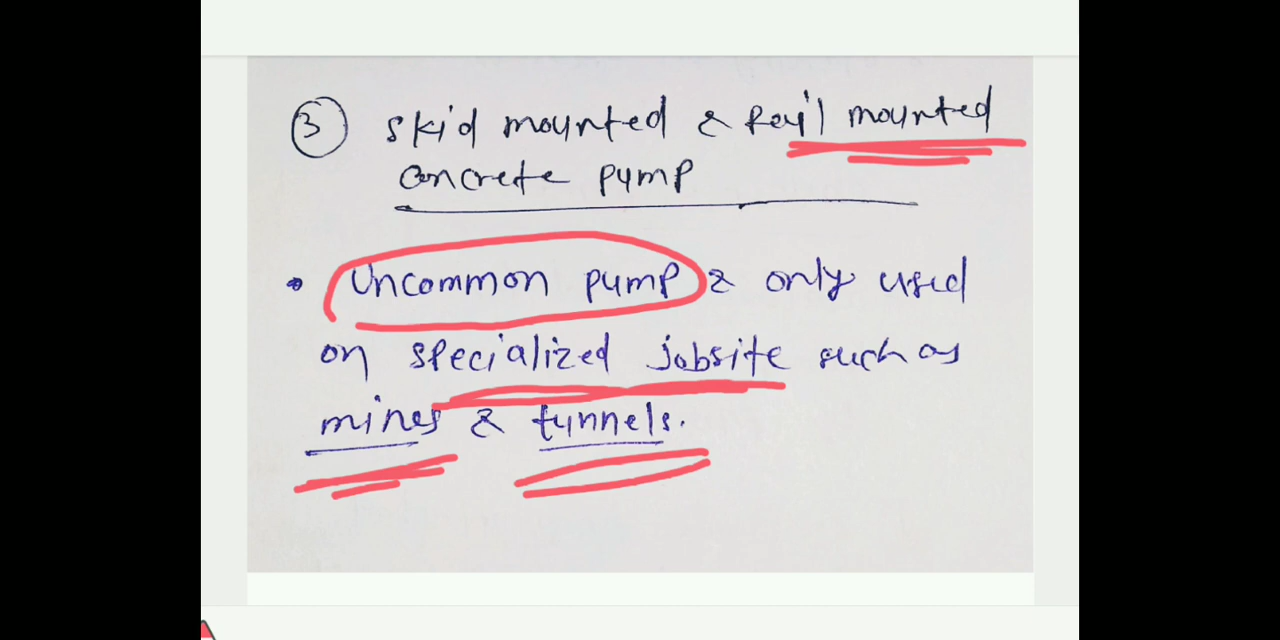 3 Skid mounted & Rail mounted
concrete pump
• Uncommon pump & only used
on specialized jobsite such as
mines & tunnels.